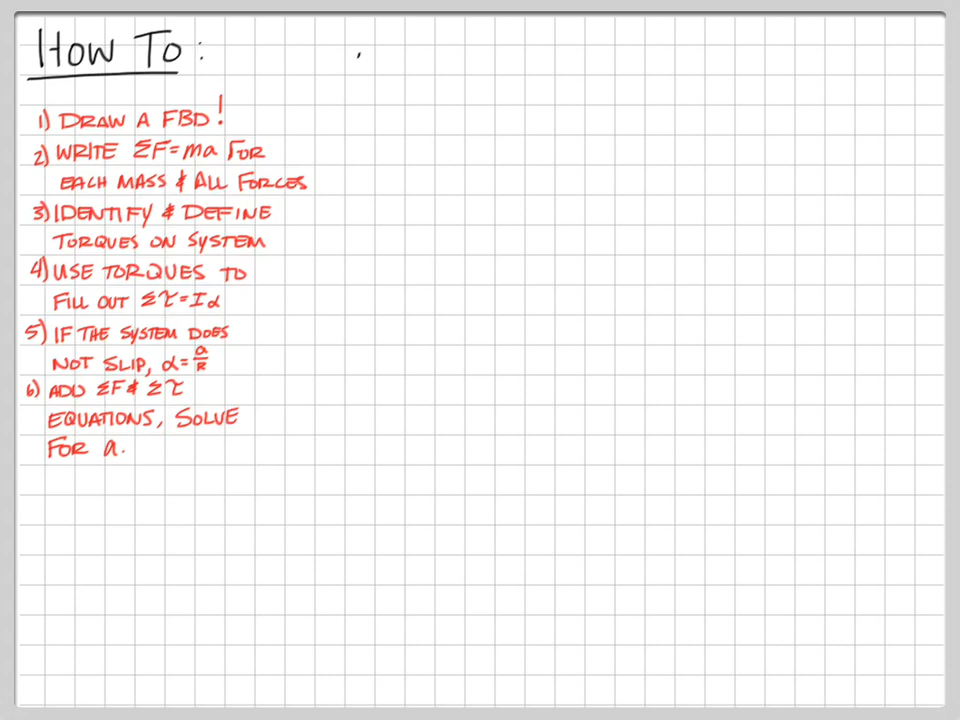 HOW TO:
1) DRAW A FBD!
2) WRITE ΣF=ma FOR
EACH MASS & ALL FORCES
3) IDENTIFY & DEFINE
TORQUES ON SYSTEM
4) USE TORQUES TO
FILL OUT Στ=Iα
5) IF THE SYSTEM DOES
NOT SLIP, α=a/R
6) ADD ΣF & Στ
EQUATIONS, SOLVE
FOR a.